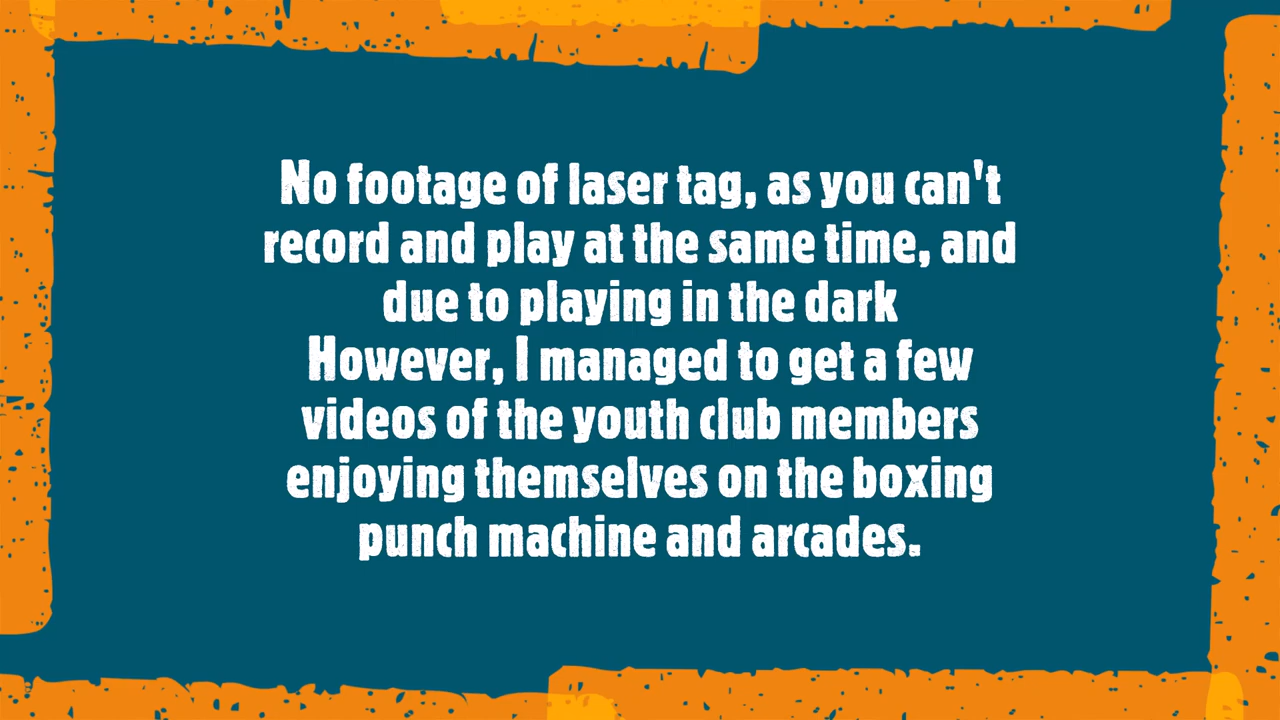 No footage of laser tag, as you can't
record and play at the same time, and
due to playing in the dark
However, I managed to get a few
videos of the youth club members
enjoying themselves on the boxing
punch machine and arcades.